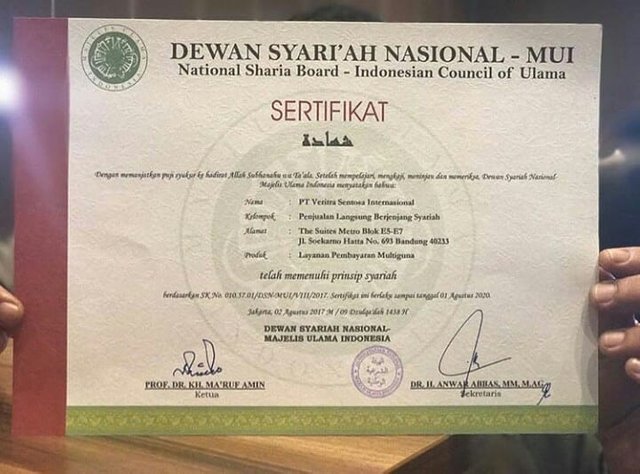 DEWAN SYARI'AH NASIONAL - MUI
National Sharia Board - Indonesian Council of Ulama
SERTIFIKAT
شهادة
Dengan memanjatkan puji syukur ke hadirat Allah Subhanahu wa Ta'ala. Setelah mempelajari, mengkaji, meninjau dan memeriksa, Dewan Syariah Nasional-
Majelis Ulama Indonesia menyatakan bahwa:
Nama : PT Veritra Sentosa Internasional
Kelompok : Penjualan Langsung Berjenjang Syariah
Alamat : The Suites Metro Blok E5-E7
Jl. Soekarno Hatta No. 693 Bandung 40233
Produk : Layanan Pembayaran Multiguna
telah memenuhi prinsip syariah
berdasarkan SK No. 010.37.01/DSN-MUI/VIII/2017. Sertifikat ini berlaku sampai tanggal 01 Agustus 2020.
Jakarta, 02 Agustus 2017 M / 09 Dzulqa'dah 1438 H
DEWAN SYARIAH NASIONAL-
MAJELIS ULAMA INDONESIA
PROF. DR. KH. MA'RUF AMIN
Ketua
DR. H. ANWAR ABBAS, MM, M.AG
Sekretaris